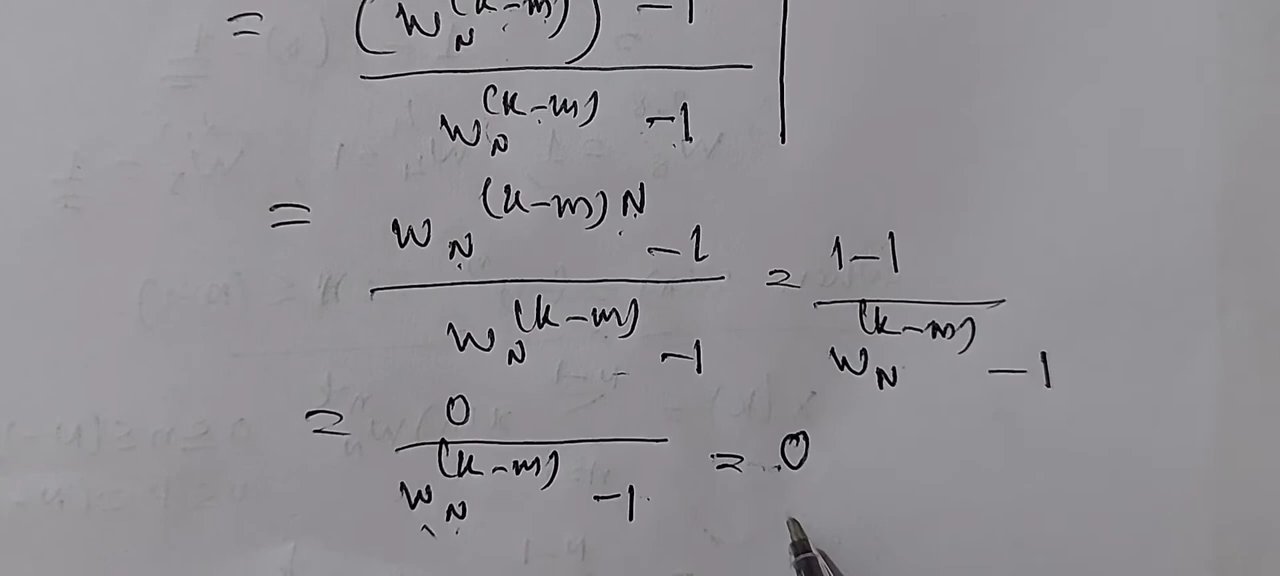 = (W_N^(k-m)) -1
W_N^(k-m) -1
= W_N^(k-m)N -1 = 1-1
W_N^(k-m) -1 W_N^(k-m) -1
= 0 = 0
W_N^(k-m) -1